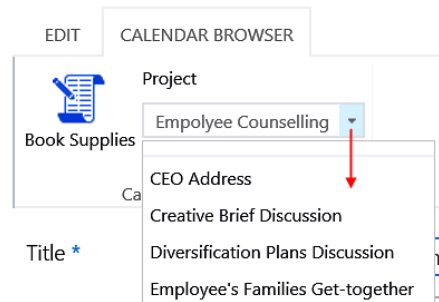 EDIT CALENDAR BROWSER
Project
Empolyee Counselling
Book Supplies
Ca
CEO Address
Creative Brief Discussion
Title * Diversification Plans Discussion
Employee's Families Get-together